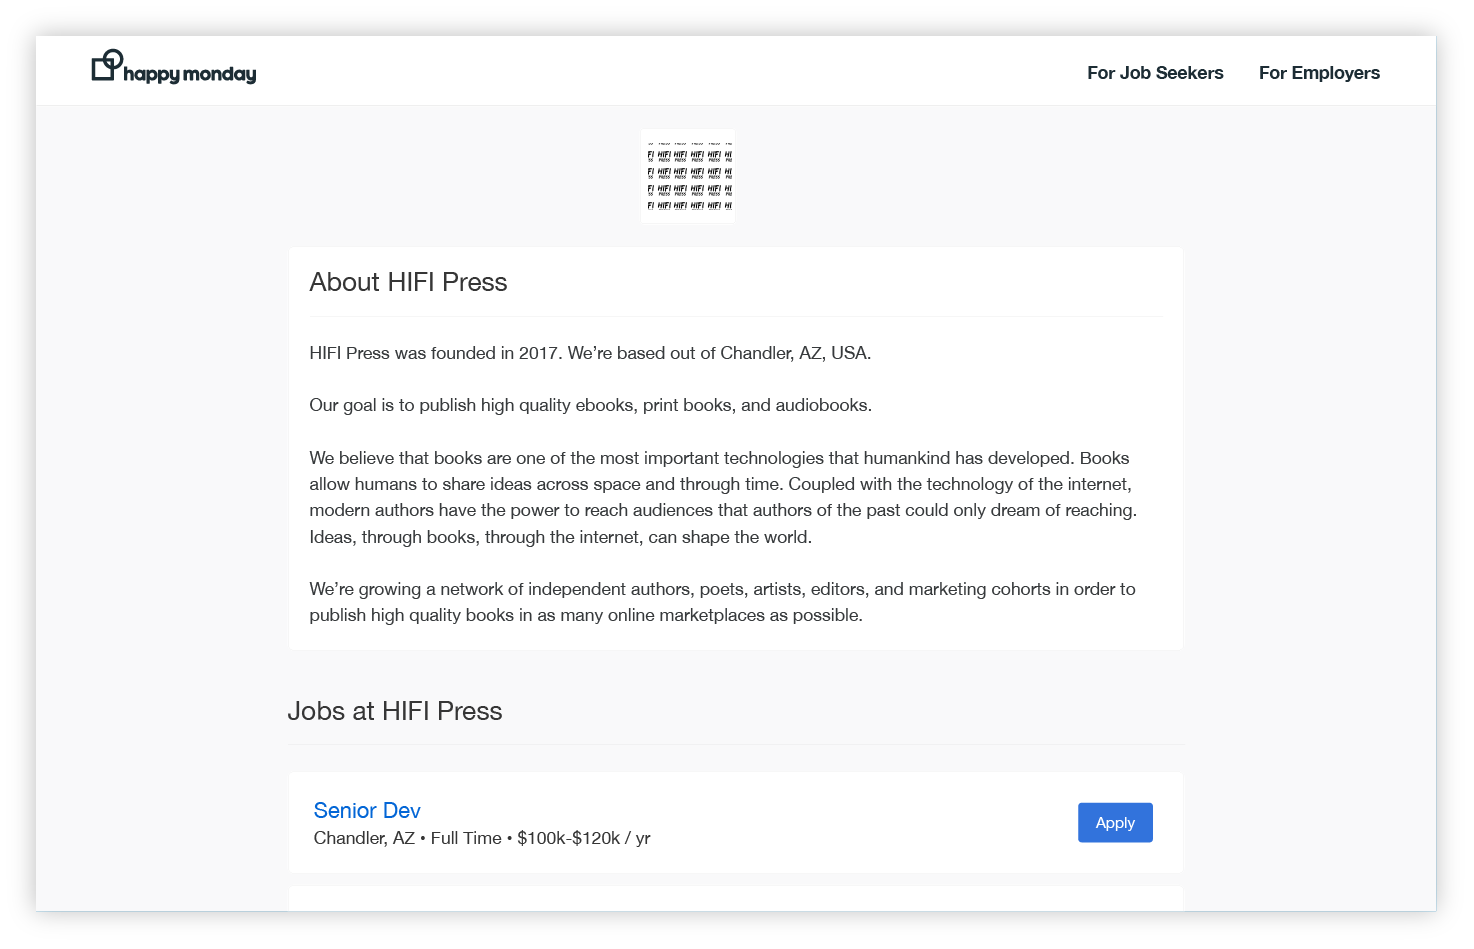 happy monday
For Job Seekers
For Employers
HIFI PRESS
About HIFI Press
HIFI Press was founded in 2017. We’re based out of Chandler, AZ, USA.
Our goal is to publish high quality ebooks, print books, and audiobooks.
We believe that books are one of the most important technologies that humankind has developed. Books
allow humans to share ideas across space and through time. Coupled with the technology of the internet,
modern authors have the power to reach audiences that authors of the past could only dream of reaching.
Ideas, through books, through the internet, can shape the world.
We’re growing a network of independent authors, poets, artists, editors, and marketing cohorts in order to
publish high quality books in as many online marketplaces as possible.
Jobs at HIFI Press
Senior Dev
Chandler, AZ • Full Time • $100k-$120k / yr
Apply